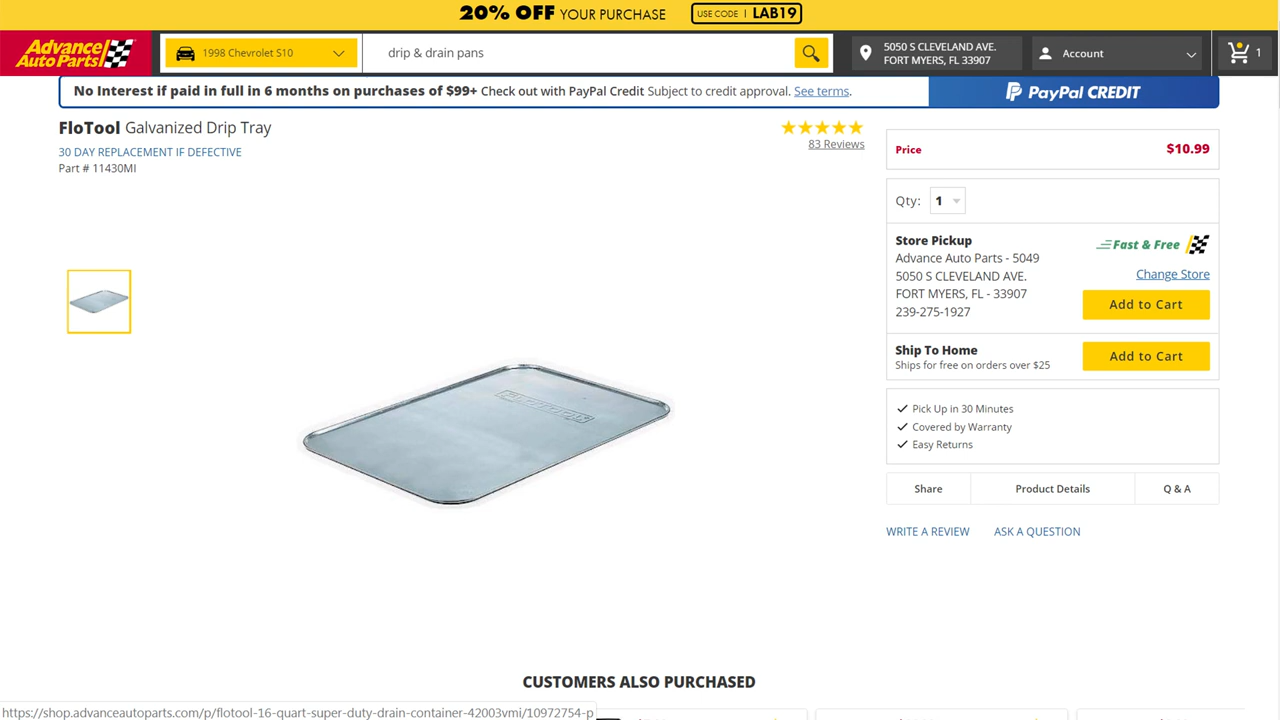 20% OFF YOUR PURCHASE USE CODE | LAB19
Advance Auto Parts
1998 Chevrolet S10
drip & drain pans
5050 S CLEVELAND AVE.
FORT MYERS, FL 33907
Account
1
No Interest if paid in full in 6 months on purchases of $99+ Check out with PayPal Credit Subject to credit approval. See terms.
PayPal CREDIT
FloTool Galvanized Drip Tray
30 DAY REPLACEMENT IF DEFECTIVE
Part # 11430MI
83 Reviews
Price $10.99
Qty: 1
Store Pickup
Fast & Free
Advance Auto Parts - 5049
5050 S CLEVELAND AVE.
Change Store
FORT MYERS, FL - 33907
239-275-1927
Add to Cart
Ship To Home
Ships for free on orders over $25
Add to Cart
Pick Up in 30 Minutes
Covered by Warranty
Easy Returns
Share
Product Details
Q & A
WRITE A REVIEW
ASK A QUESTION
CUSTOMERS ALSO PURCHASED
https://shop.advanceautoparts.com/p/flotool-16-quart-super-duty-drain-container-42003vmi/10972754-p